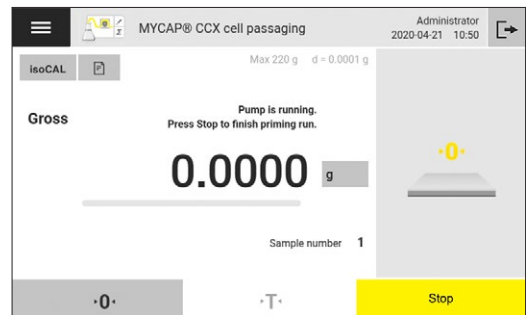 MYCAP® CCX cell passaging
Administrator
2020-04-21 10:50
isoCAL
Max 220 g d = 0.0001 g
Gross
Pump is running.
Press Stop to finish priming run.
0.0000 g
·0·
Sample number 1
·0·
·T·
Stop